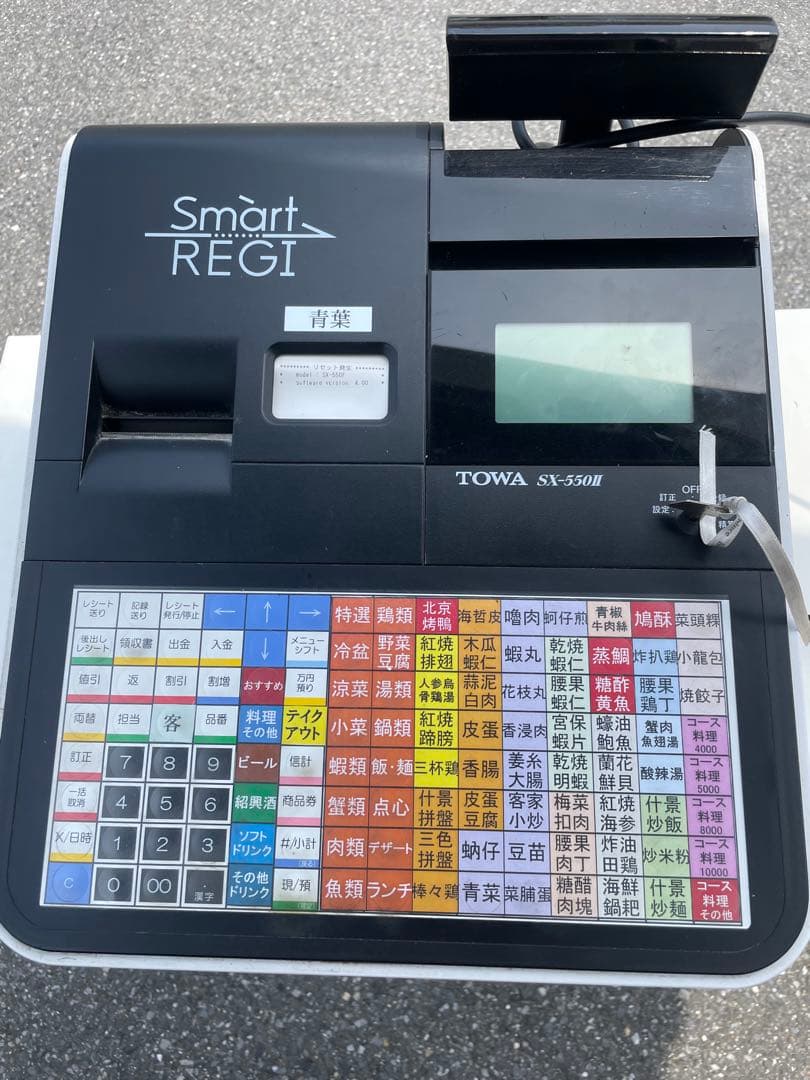 Smart
REGI
青葉
********* リセット発生 *********
* model : SX-550F *
* Software version: 4.00 *
TOWA SX-550II
OFF
訂正
設定
レシート送り 記録送り レシート発行/停止 ← ↑ → 特選 鶏類 北京烤鴨 海哲皮 嚕肉 蚵仔煎 青椒牛肉絲 鳩酥 菜頭粿
後出しレシート 領収書 出金 入金 ↓ メニューシフト 冷盆 野菜豆腐 紅焼排翅 木瓜蝦仁 蝦丸 乾焼蝦仁 蒸鯛 炸扒鶏 小龍包
値引 返 割引 割増 おすすめ 万円預り 涼菜 湯類 人参烏骨鶏湯 蒜泥白肉 花枝丸 腰果蝦仁 糖酢黄魚 腰果鶏丁 焼餃子
両替 担当 客 品番 料理その他 テイクアウト 小菜 鍋類 紅焼蹄膀 皮蛋 香浸肉 宮保蝦片 蠔油鮑魚 蟹肉魚翅湯 コース料理4000
訂正 7 8 9 ビール 信計 蝦類 飯・麺 三杯鶏 香腸 姜糸大腸 乾焼明蝦 蘭花鮮貝 酸辣湯 コース料理5000
一括取消 4 5 6 紹興酒 商品券 蟹類 点心 什景拼盤 皮蛋豆腐 客家小炒 梅菜扣肉 紅焼海参 什景炒飯 コース料理8000
X/日時 1 2 3 ソフトドリンク #/小計 肉類 デザート 三色拼盤 蚋仔 豆苗 腰果肉丁 炸油田鶏 炒米粉 コース料理10000
C 0 00 漢字 その他ドリンク 現/預 魚類 ランチ 棒々鶏 青菜 菜脯蛋 糖醋肉塊 海鮮鍋耙 什景炒麺 コース料理その他